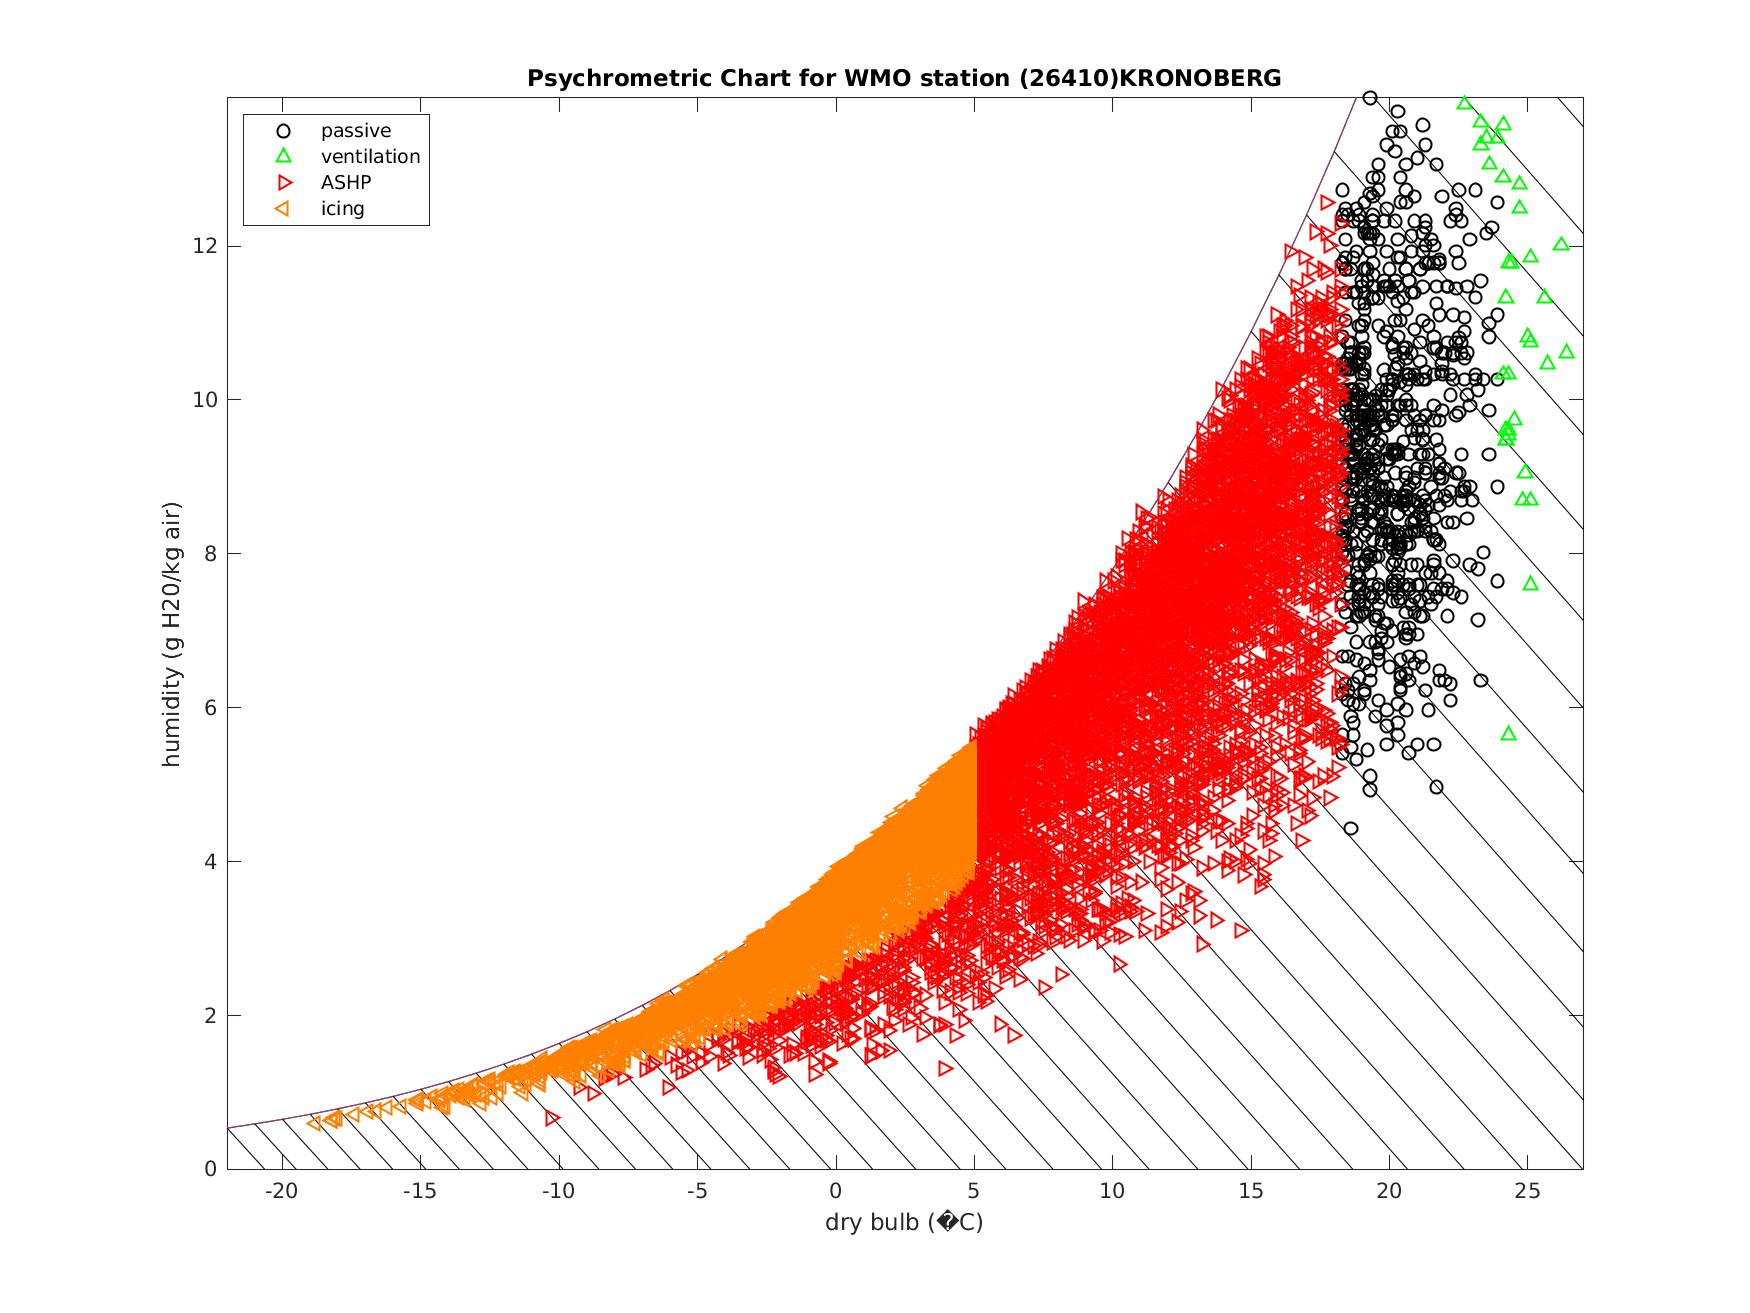 Psychrometric Chart for WMO station (26410)KRONOBERG
passive
ventilation
ASHP
icing
humidity (g H20/kg air)
12
10
8
6
4
2
0
-20 -15 -10 -5 0 5 10 15 20 25
dry bulb (�C)